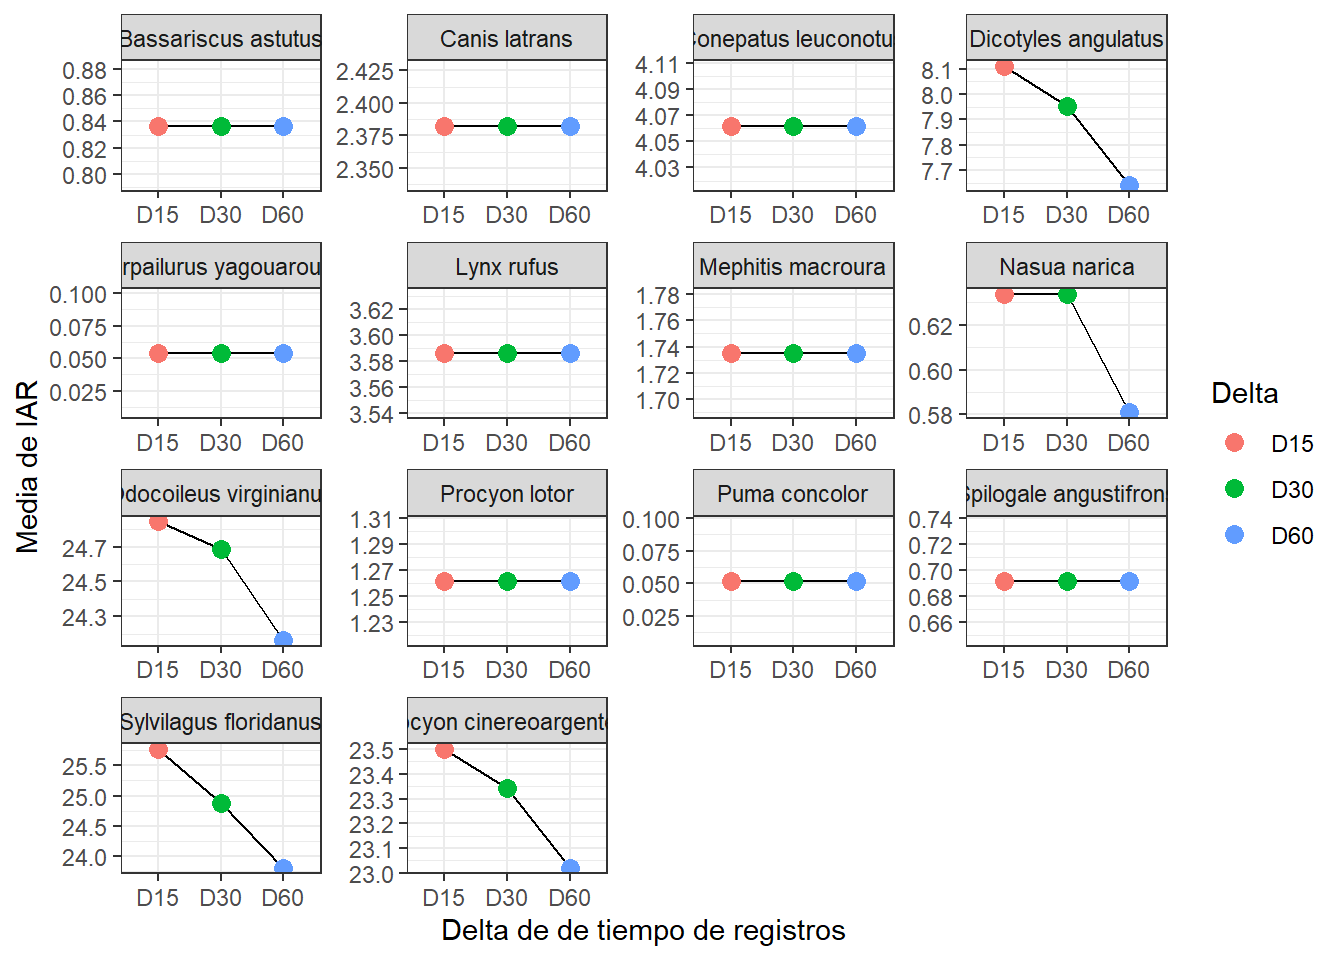 Bassariscus astutus
Canis latrans
Conepatus leuconotu
Dicotyles angulatus
0.88
0.86
0.84
0.82
0.80
2.425
2.400
2.375
2.350
4.11
4.09
4.07
4.05
4.03
8.1
8.0
7.9
7.8
7.7
D15 D30 D60
D15 D30 D60
D15 D30 D60
D15 D30 D60
rpailurus yagouarou
Lynx rufus
Mephitis macroura
Nasua narica
0.100
0.075
0.050
0.025
3.62
3.60
3.58
3.56
3.54
1.78
1.76
1.74
1.72
1.70
0.62
0.60
0.58
D15 D30 D60
D15 D30 D60
D15 D30 D60
D15 D30 D60
Odocoileus virginianu
Procyon lotor
Puma concolor
Spilogale angustifrons
24.7
24.5
24.3
1.31
1.29
1.27
1.25
1.23
0.100
0.075
0.050
0.025
0.74
0.72
0.70
0.68
0.66
D15 D30 D60
D15 D30 D60
D15 D30 D60
D15 D30 D60
Sylvilagus floridanus
ocyon cinereoargente
25.5
25.0
24.5
24.0
23.5
23.4
23.3
23.2
23.1
23.0
D15 D30 D60
D15 D30 D60
Media de IAR
Delta de de tiempo de registros
Delta
D15
D30
D60